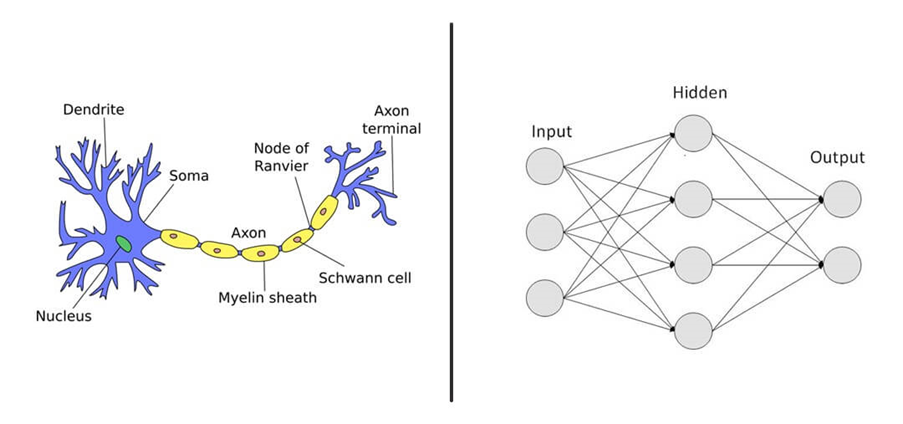 Dendrite
Axon
terminal
Node of
Ranvier
Soma
Axon
Schwann cell
Myelin sheath
Nucleus
Hidden
Input
Output